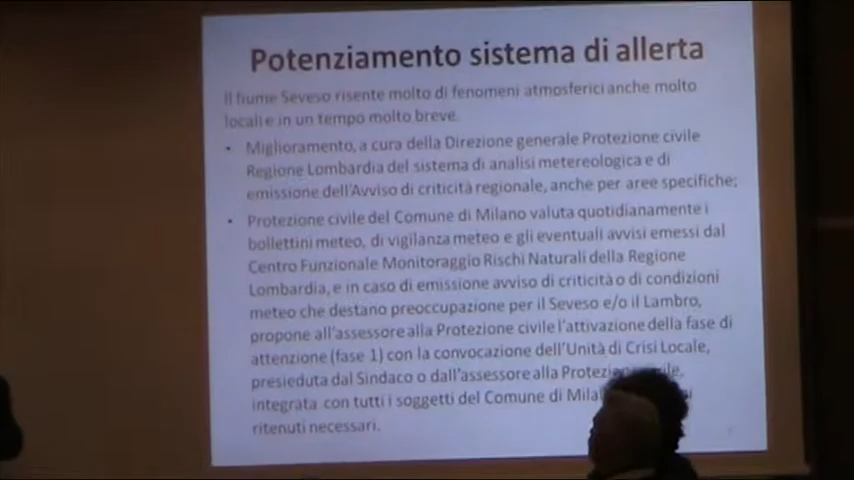 Potenziamento sistema di allerta
Il fiume Seveso risente molto di fenomeni atmosferici anche molto
locali e in un tempo molto breve.
• Miglioramento, a cura della Direzione generale Protezione civile
Regione Lombardia del sistema di analisi metereologica e di
emissione dell'Avviso di criticità regionale, anche per aree specifiche;
• Protezione civile del Comune di Milano valuta quotidianamente i
bollettini meteo, di vigilanza meteo e gli eventuali avvisi emessi dal
Centro Funzionale Monitoraggio Rischi Naturali della Regione
Lombardia, e in caso di emissione avviso di criticità o di condizioni
meteo che destano preoccupazione per il Seveso e/o il Lambro,
propone all'assessore alla Protezione civile l'attivazione della fase di
attenzione (fase 1) con la convocazione dell'Unità di Crisi Locale,
presieduta dal Sindaco o dall'assessore alla
integrata con tutti i soggetti del Comune di
ritenuti necessari.